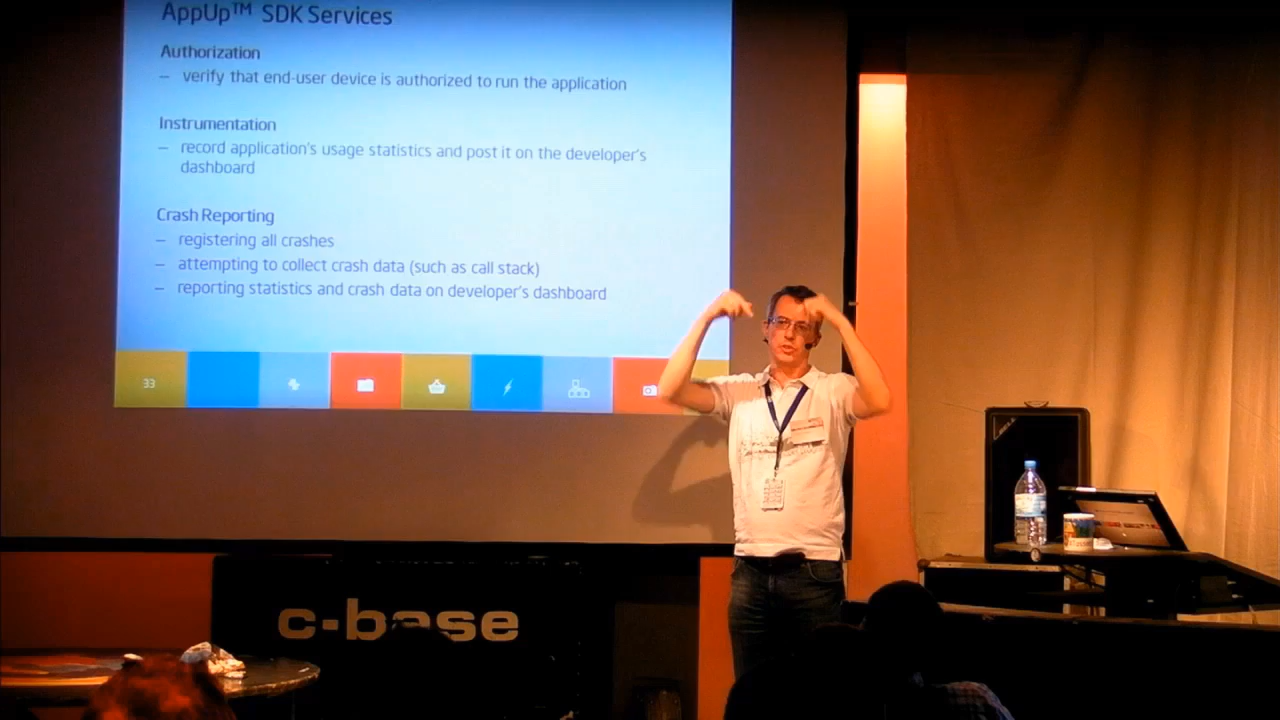 AppUp™ SDK Services
Authorization
– verify that end-user device is authorized to run the application
Instrumentation
– record application's usage statistics and post it on the developer's
dashboard
Crash Reporting
– registering all crashes
– attempting to collect crash data (such as call stack)
– reporting statistics and crash data on developer's dashboard
33
c-base